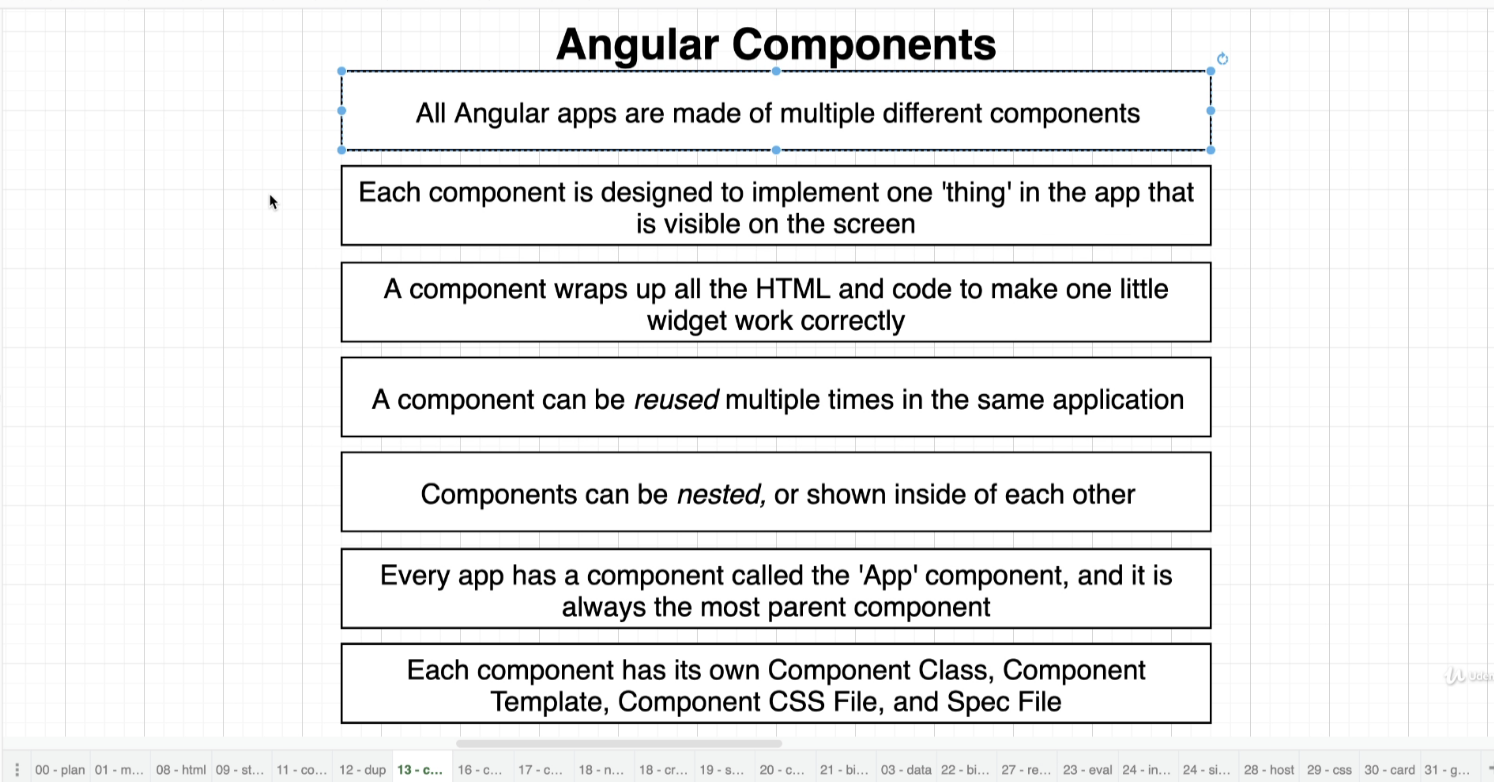 Angular Components
All Angular apps are made of multiple different components
Each component is designed to implement one 'thing' in the app that
is visible on the screen
A component wraps up all the HTML and code to make one little
widget work correctly
A component can be reused multiple times in the same application
Components can be nested, or shown inside of each other
Every app has a component called the 'App' component, and it is
always the most parent component
Each component has its own Component Class, Component
Template, Component CSS File, and Spec File
00 - plan 01 - m... 08 - html 09 - st... 11 - co... 12 - dup 13 - c... 16 - c... 17 - c... 18 - n... 18 - cr... 19 - s... 20 - c... 21 - bi... 03 - data 22 - bi... 27 - re... 23 - eval 24 - in... 24 - si... 28 - host 29 - css 30 - card 31 - g...